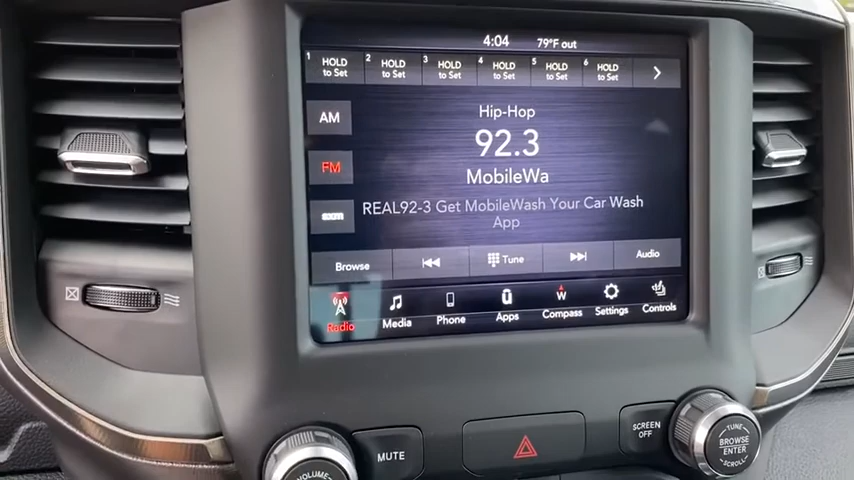 4:04 79°F out
1 HOLD to Set 2 HOLD to Set 3 HOLD to Set 4 HOLD to Set 5 HOLD to Set 6 HOLD to Set
AM
FM
sxm
Hip-Hop
92.3
MobileWa
REAL92-3 Get MobileWash Your Car Wash
App
Browse Tune Audio
Radio Media Phone Apps W Compass Settings Controls
VOLUME
MUTE
SCREEN
OFF
TUNE
BROWSE
ENTER
SCROLL